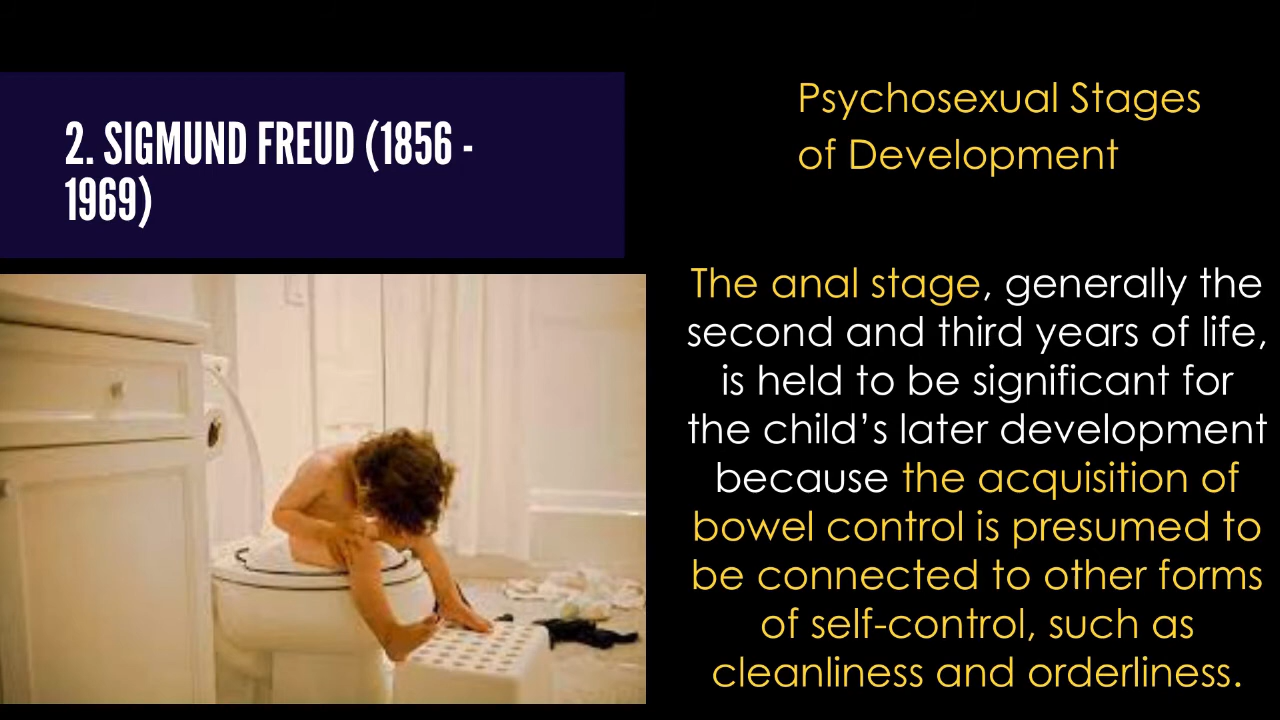 2. SIGMUND FREUD (1856 -
1969)
Psychosexual Stages
of Development
The anal stage, generally the
second and third years of life,
is held to be significant for
the child’s later development
because the acquisition of
bowel control is presumed to
be connected to other forms
of self-control, such as
cleanliness and orderliness.